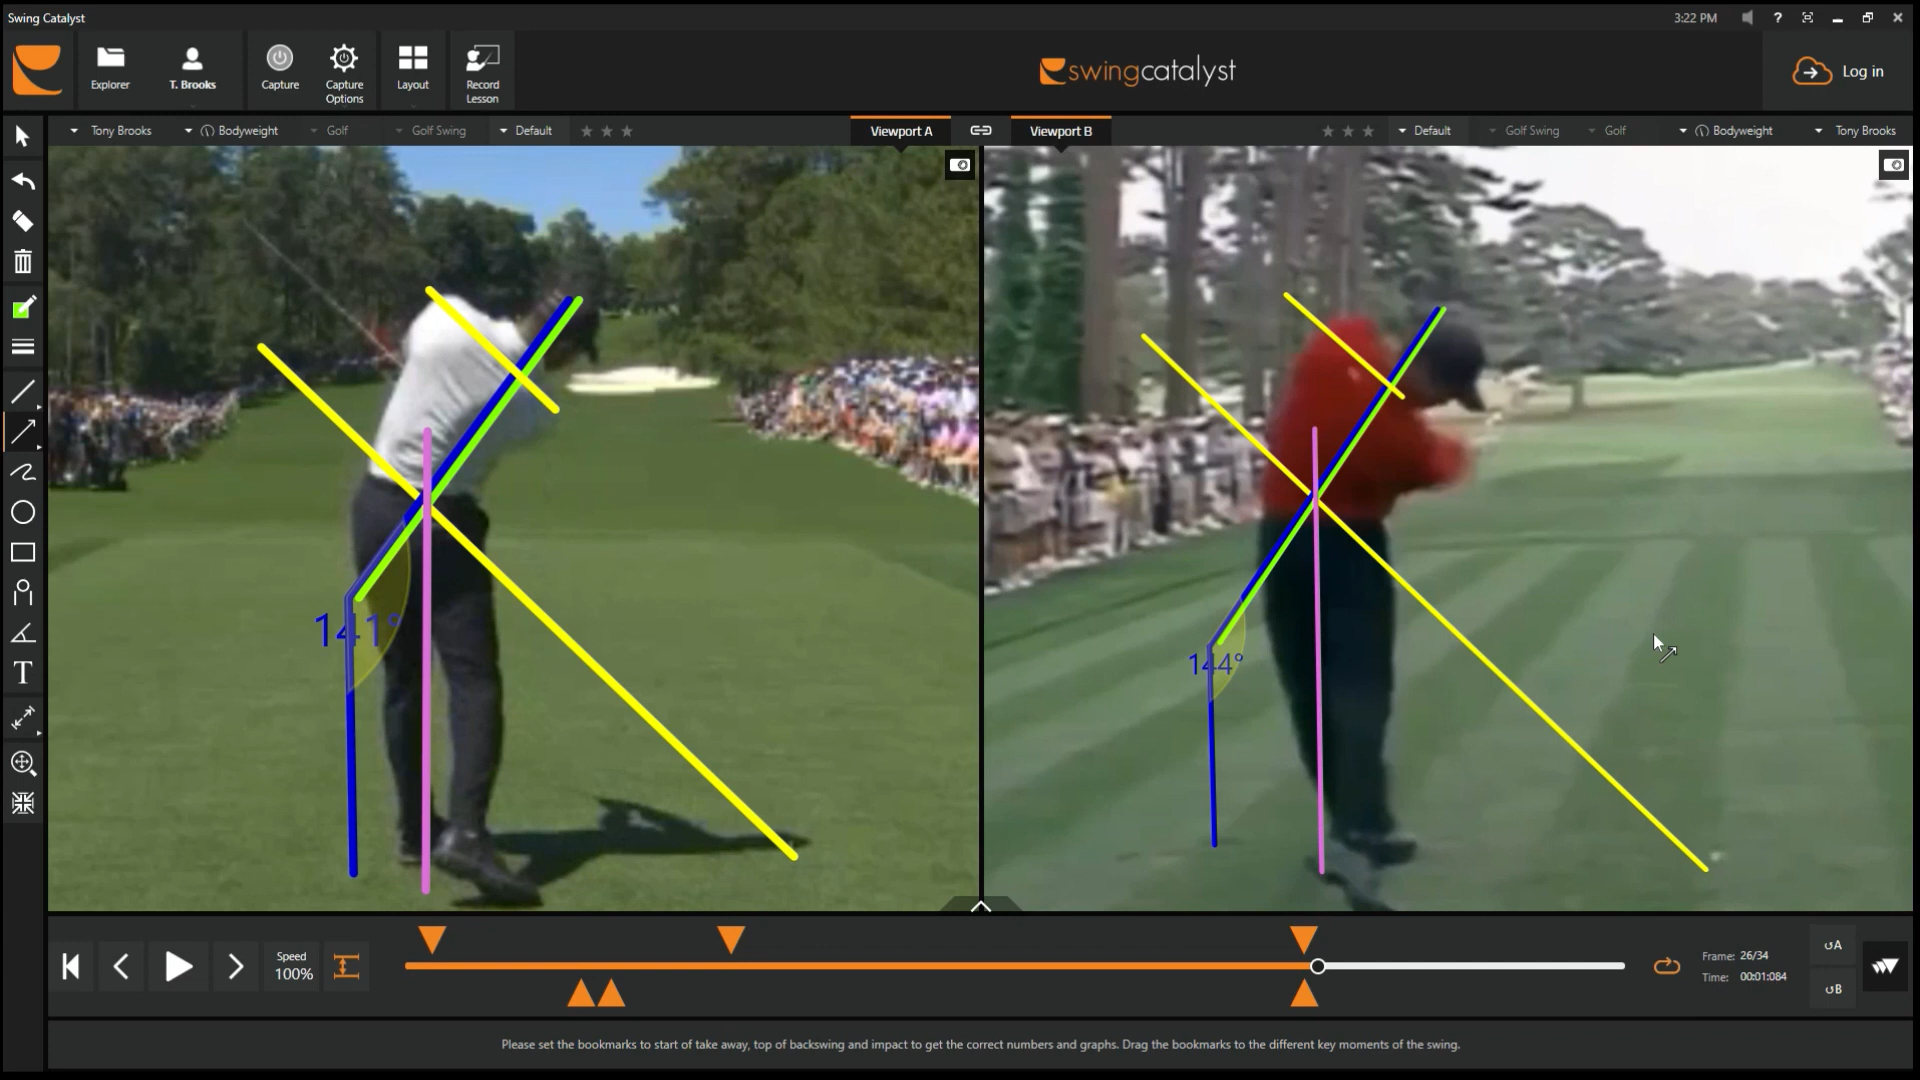 Swing Catalyst
3:22 PM
?
Explorer
T. Brooks
Capture
Capture
Options
Layout
Record
Lesson
swingcatalyst
Log in
Tony Brooks
Bodyweight
Golf
Golf Swing
Default
Viewport A
Viewport B
Default
Golf Swing
Golf
Bodyweight
Tony Brooks
T
141°
144°
Speed
100%
Frame: 26/34
Time: 00:01:084
↺A
↺B
Please set the bookmarks to start of take away, top of backswing and impact to get the correct numbers and graphs. Drag the bookmarks to the different key moments of the swing.